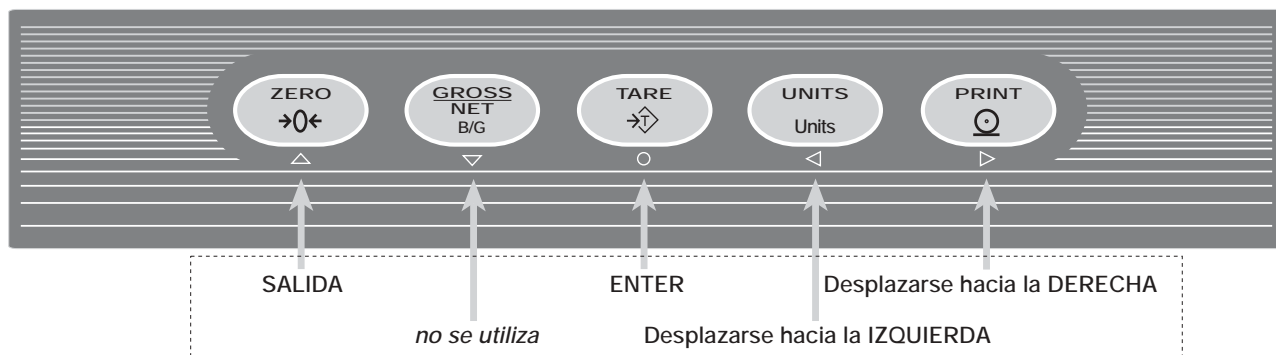 ZERO
→0←
GROSS
NET
B/G
TARE
T
UNITS
Units
PRINT
SALIDA
ENTER
Desplazarse hacia la DERECHA
no se utiliza
Desplazarse hacia la IZQUIERDA